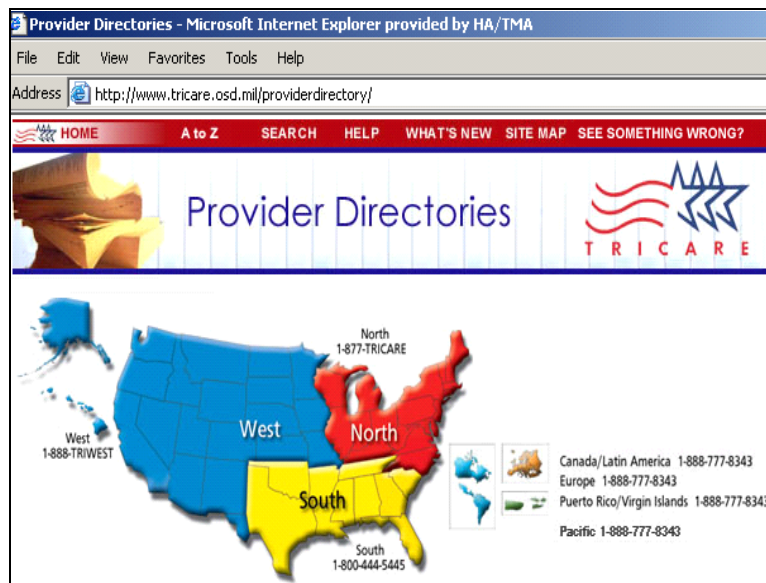 Provider Directories - Microsoft Internet Explorer provided by HA/TMA
File Edit View Favorites Tools Help
Address http://www.tricare.osd.mil/providerdirectory/
HOME A to Z SEARCH HELP WHAT'S NEW SITE MAP SEE SOMETHING WRONG?
Provider Directories
TRICARE
North
1-877-TRICARE
West
1-888-TRIWEST
West
North
South
South
1-800-444-5445
Canada/Latin America 1-888-777-8343
Europe 1-888-777-8343
Puerto Rico/Virgin Islands 1-888-777-8343
Pacific 1-888-777-8343